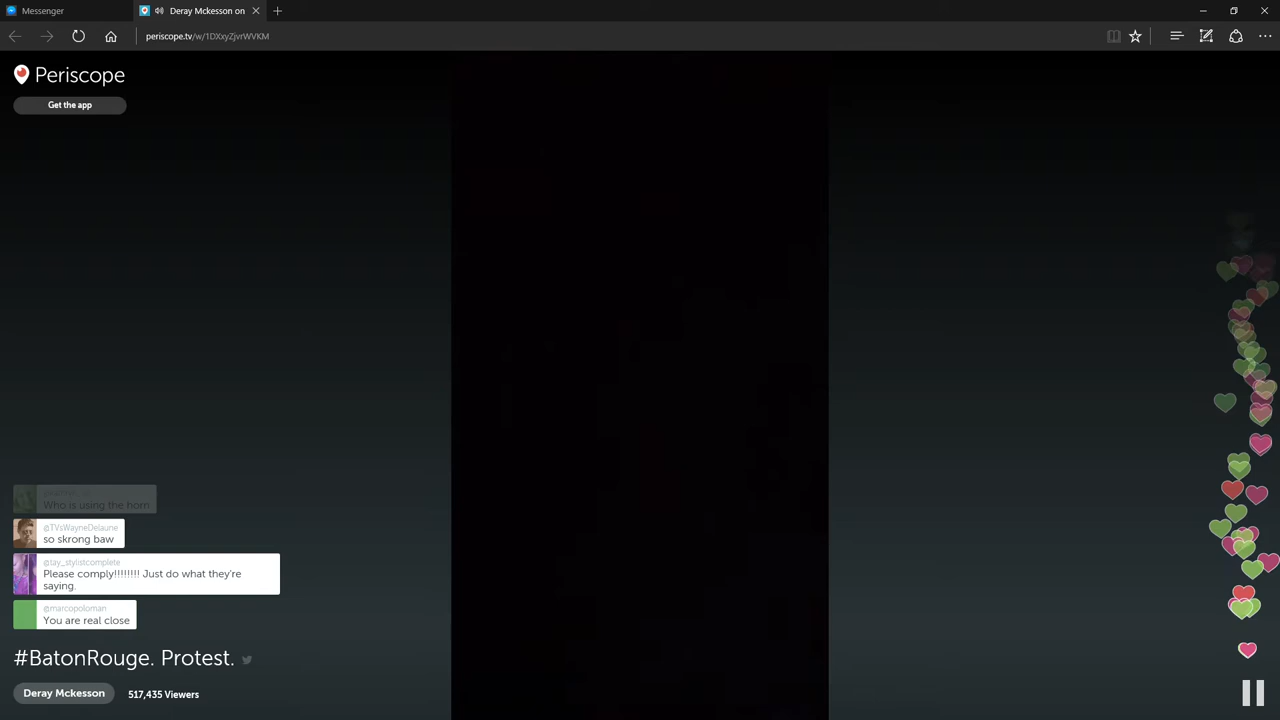 Messenger
Deray Mckesson on
periscope.tv/w/1DXxyZjvrWVKM
Periscope
Get the app
Who is using the horn
@TVsWayneDelaune
so skrong baw
@tay_stylistcomplete
Please comply!!!!!!!! Just do what they're
saying.
@marcopoloman
You are real close
#BatonRouge. Protest.
Deray Mckesson
517,435 Viewers